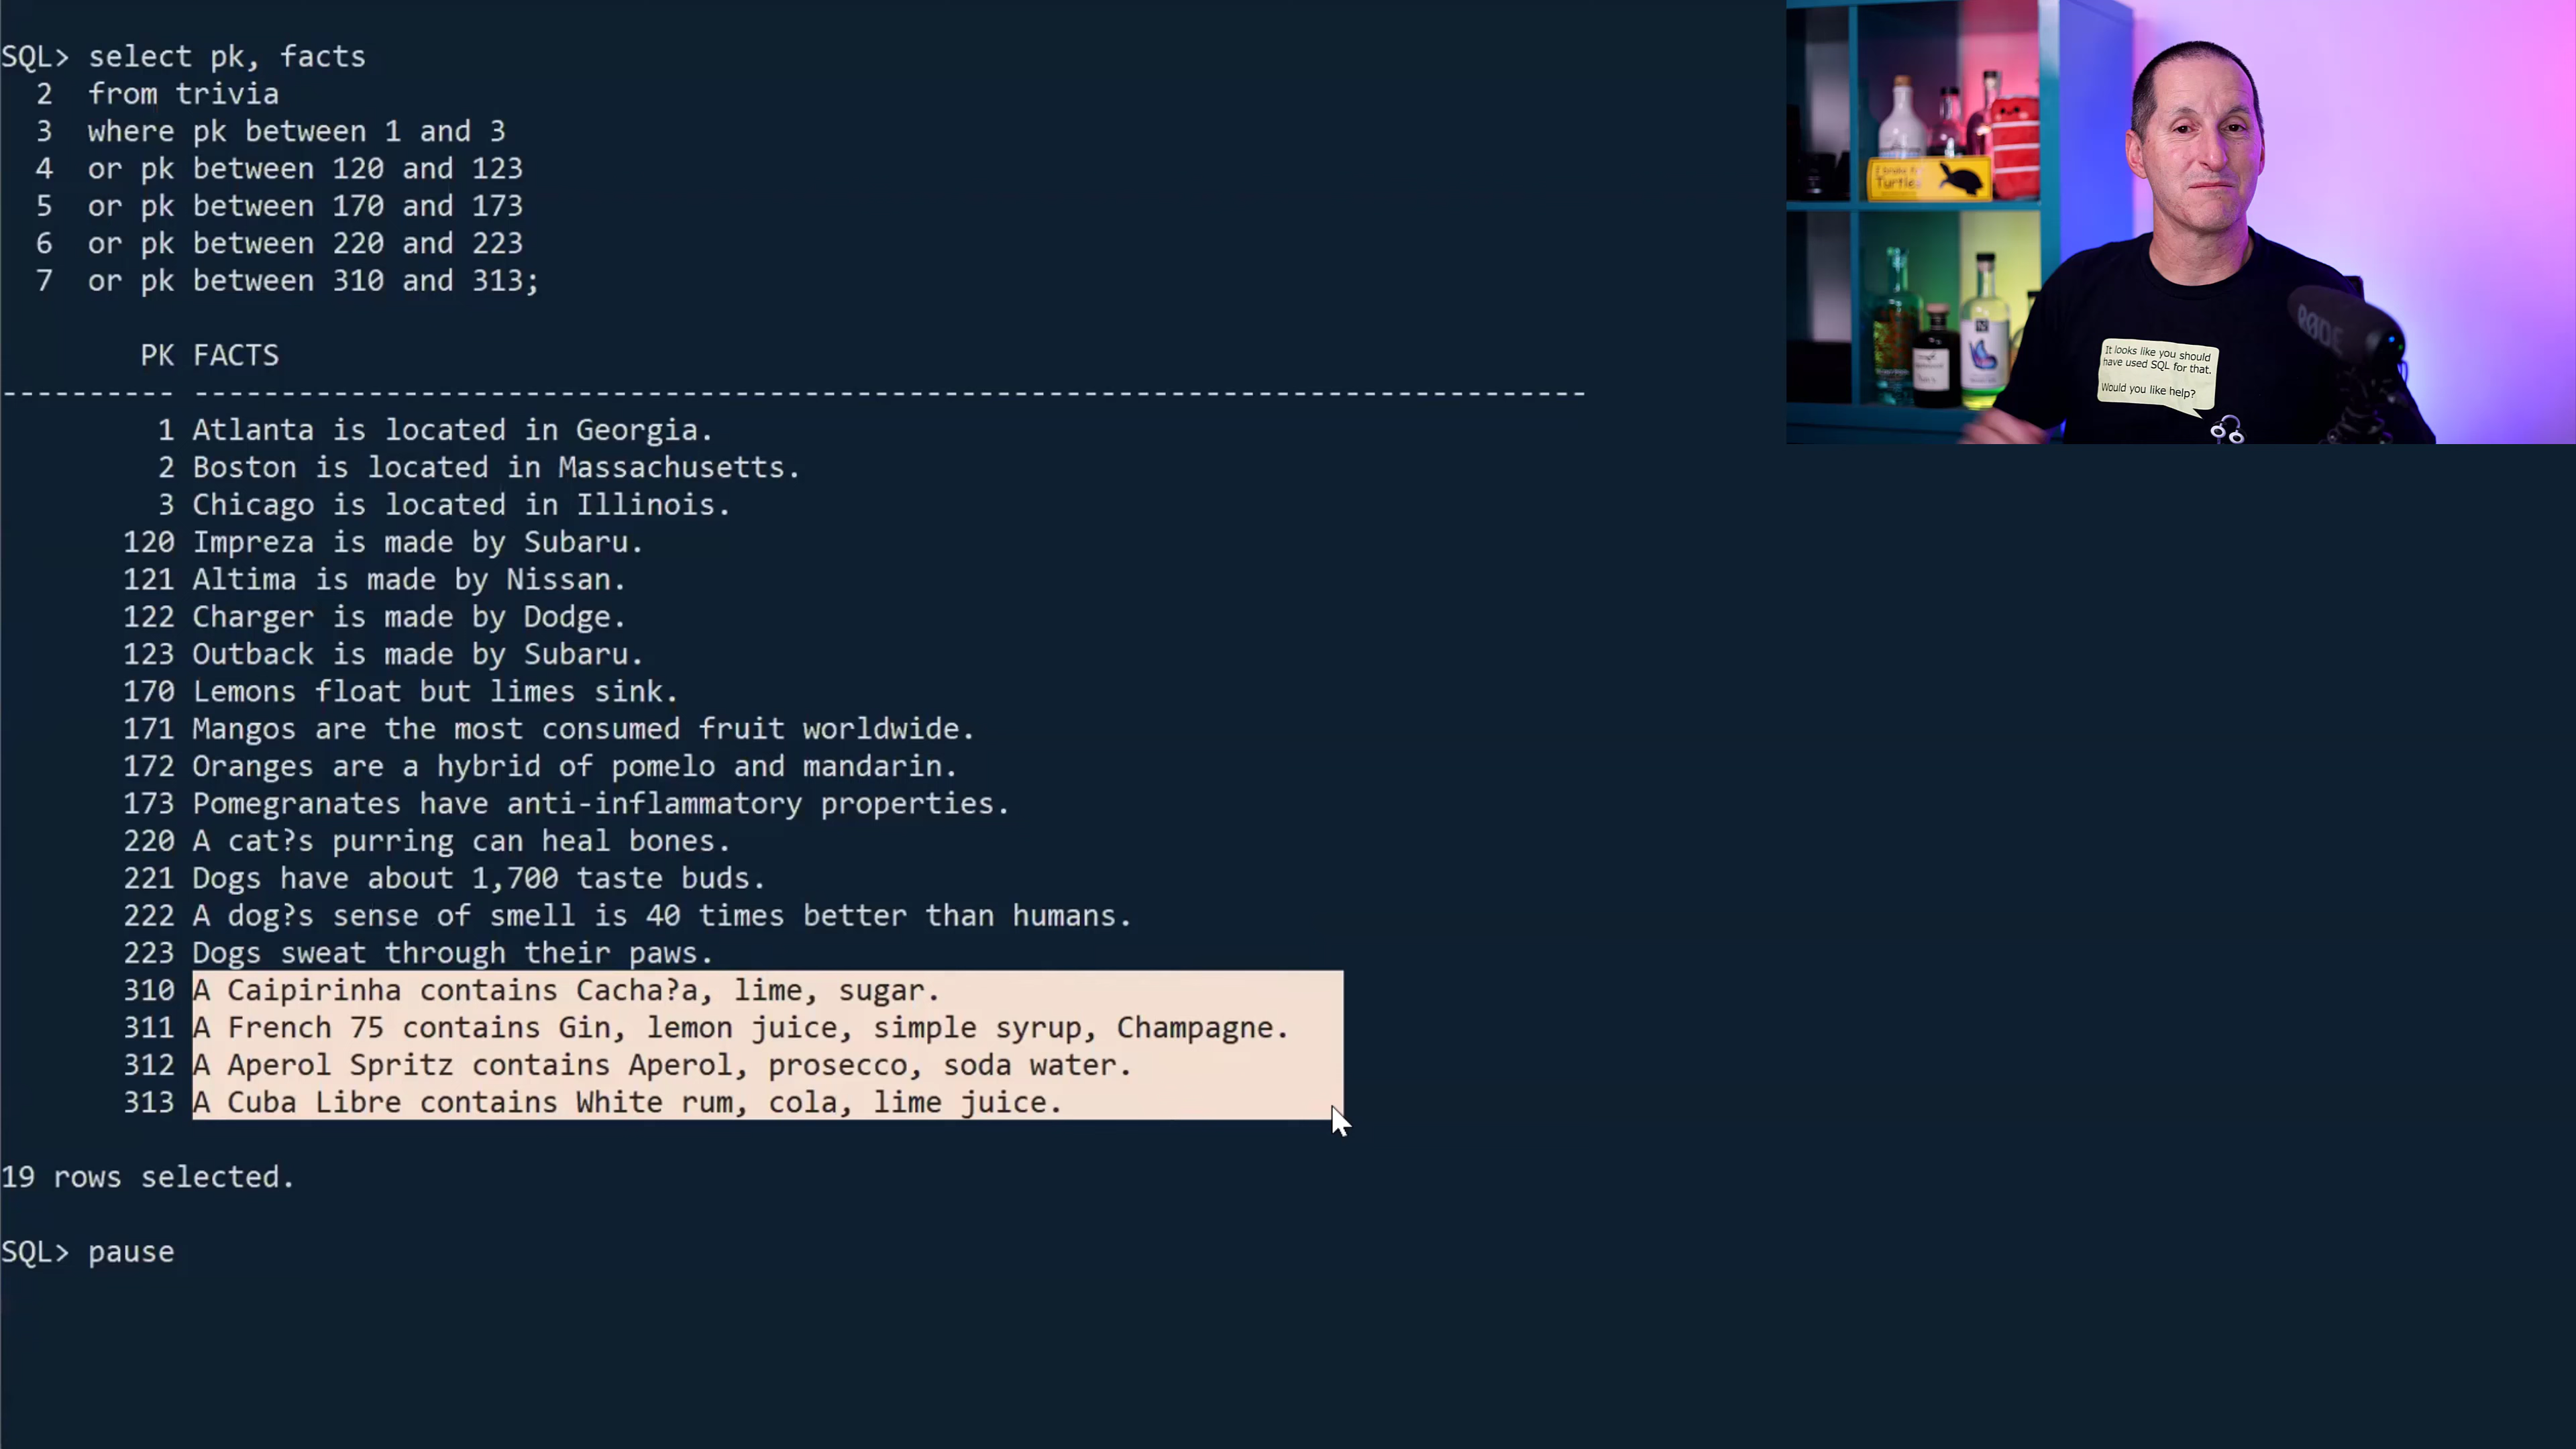 SQL> select pk, facts
2 from trivia
3 where pk between 1 and 3
4 or pk between 120 and 123
5 or pk between 170 and 173
6 or pk between 220 and 223
7 or pk between 310 and 313;
PK FACTS
---------- --------------------------------------------------------------------------------
1 Atlanta is located in Georgia.
2 Boston is located in Massachusetts.
3 Chicago is located in Illinois.
120 Impreza is made by Subaru.
121 Altima is made by Nissan.
122 Charger is made by Dodge.
123 Outback is made by Subaru.
170 Lemons float but limes sink.
171 Mangos are the most consumed fruit worldwide.
172 Oranges are a hybrid of pomelo and mandarin.
173 Pomegranates have anti-inflammatory properties.
220 A cat?s purring can heal bones.
221 Dogs have about 1,700 taste buds.
222 A dog?s sense of smell is 40 times better than humans.
223 Dogs sweat through their paws.
310 A Caipirinha contains Cacha?a, lime, sugar.
311 A French 75 contains Gin, lemon juice, simple syrup, Champagne.
312 A Aperol Spritz contains Aperol, prosecco, soda water.
313 A Cuba Libre contains White rum, cola, lime juice.
19 rows selected.
SQL> pause
Turtles
RØDE
It looks like you should
have used SQL for that.
Would you like help?